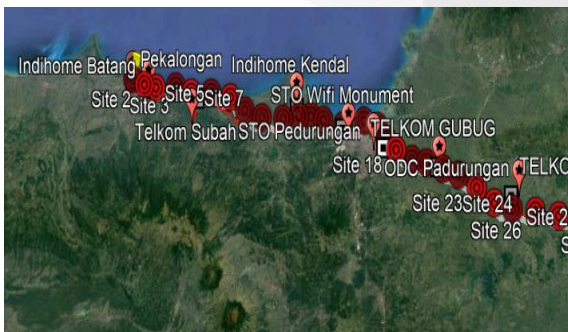 Pekalongan
Indihome Batang
Indihome Kendal
Site 2
Site 3
Site 5
Site 7
STO Wifi Monument
Telkom Subah
STO Pedurungan
TELKOM GUBUG
Site 18
ODC Padurungan
TELKO
Site 23
Site 24
Site 2
Site 26
S